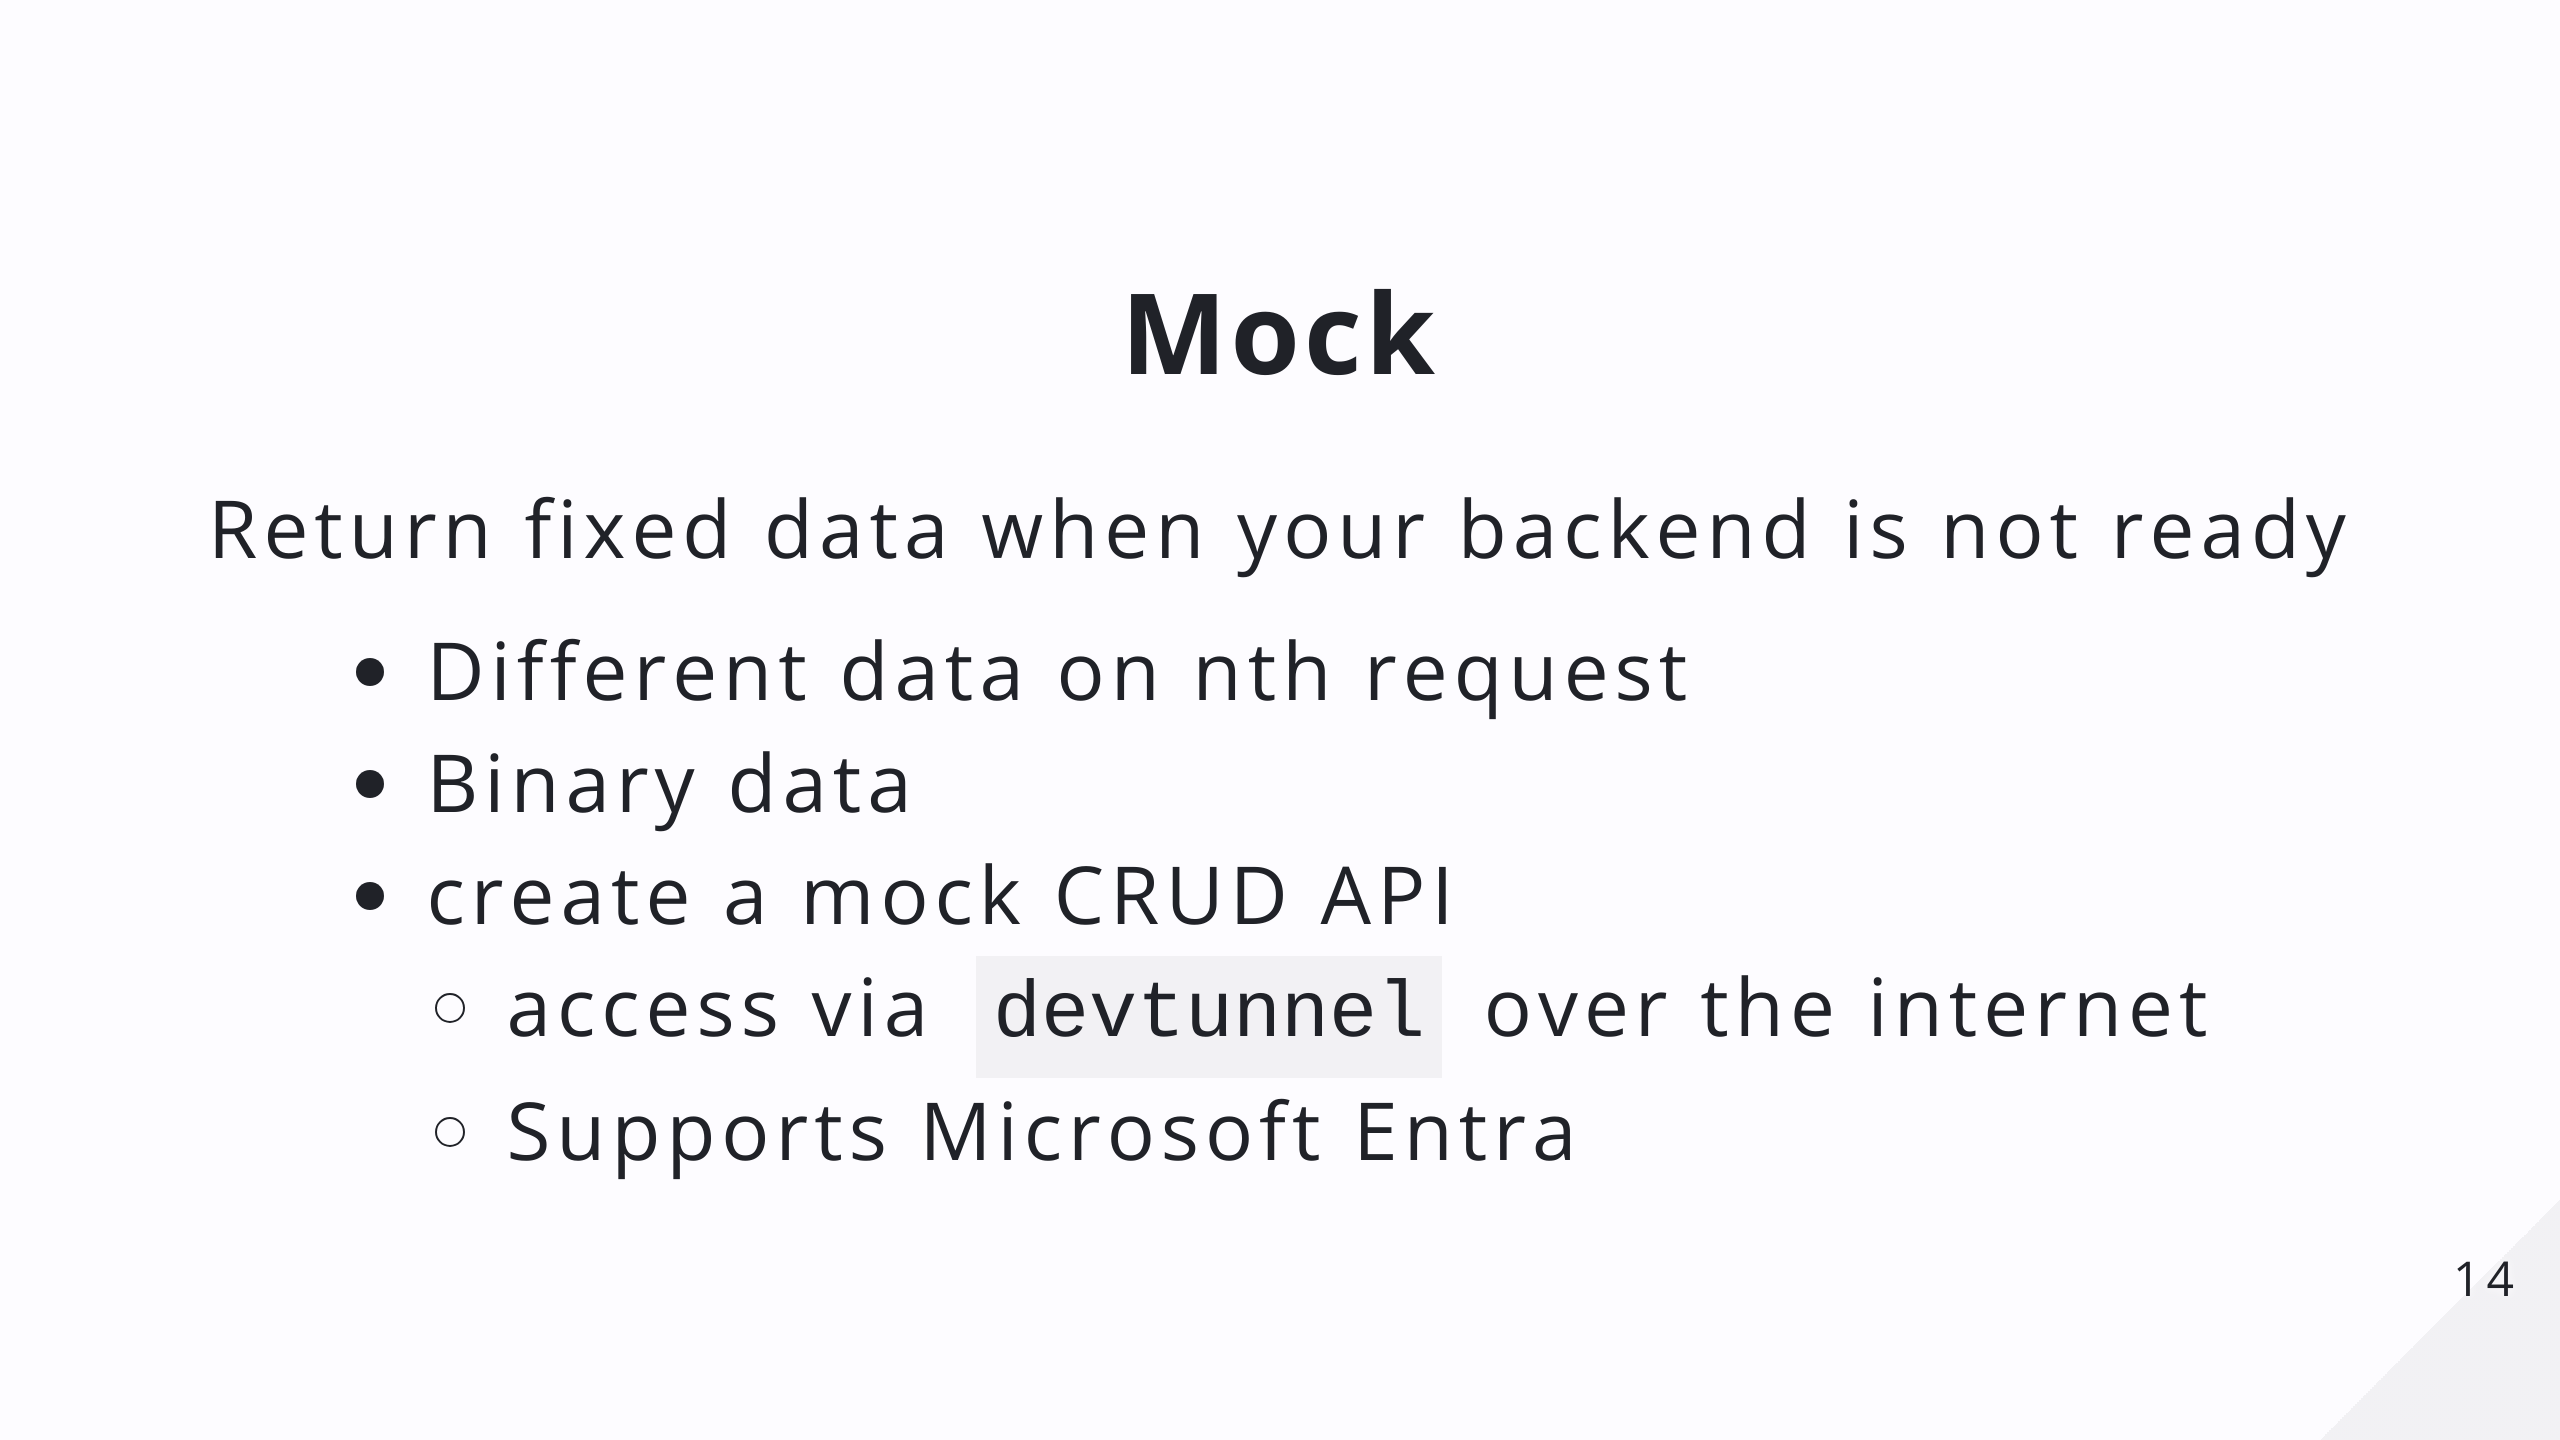 Mock
Return fixed data when your backend is not ready
Different data on nth request
Binary data
create a mock CRUD API
access via devtunnel over the internet
Supports Microsoft Entra
14